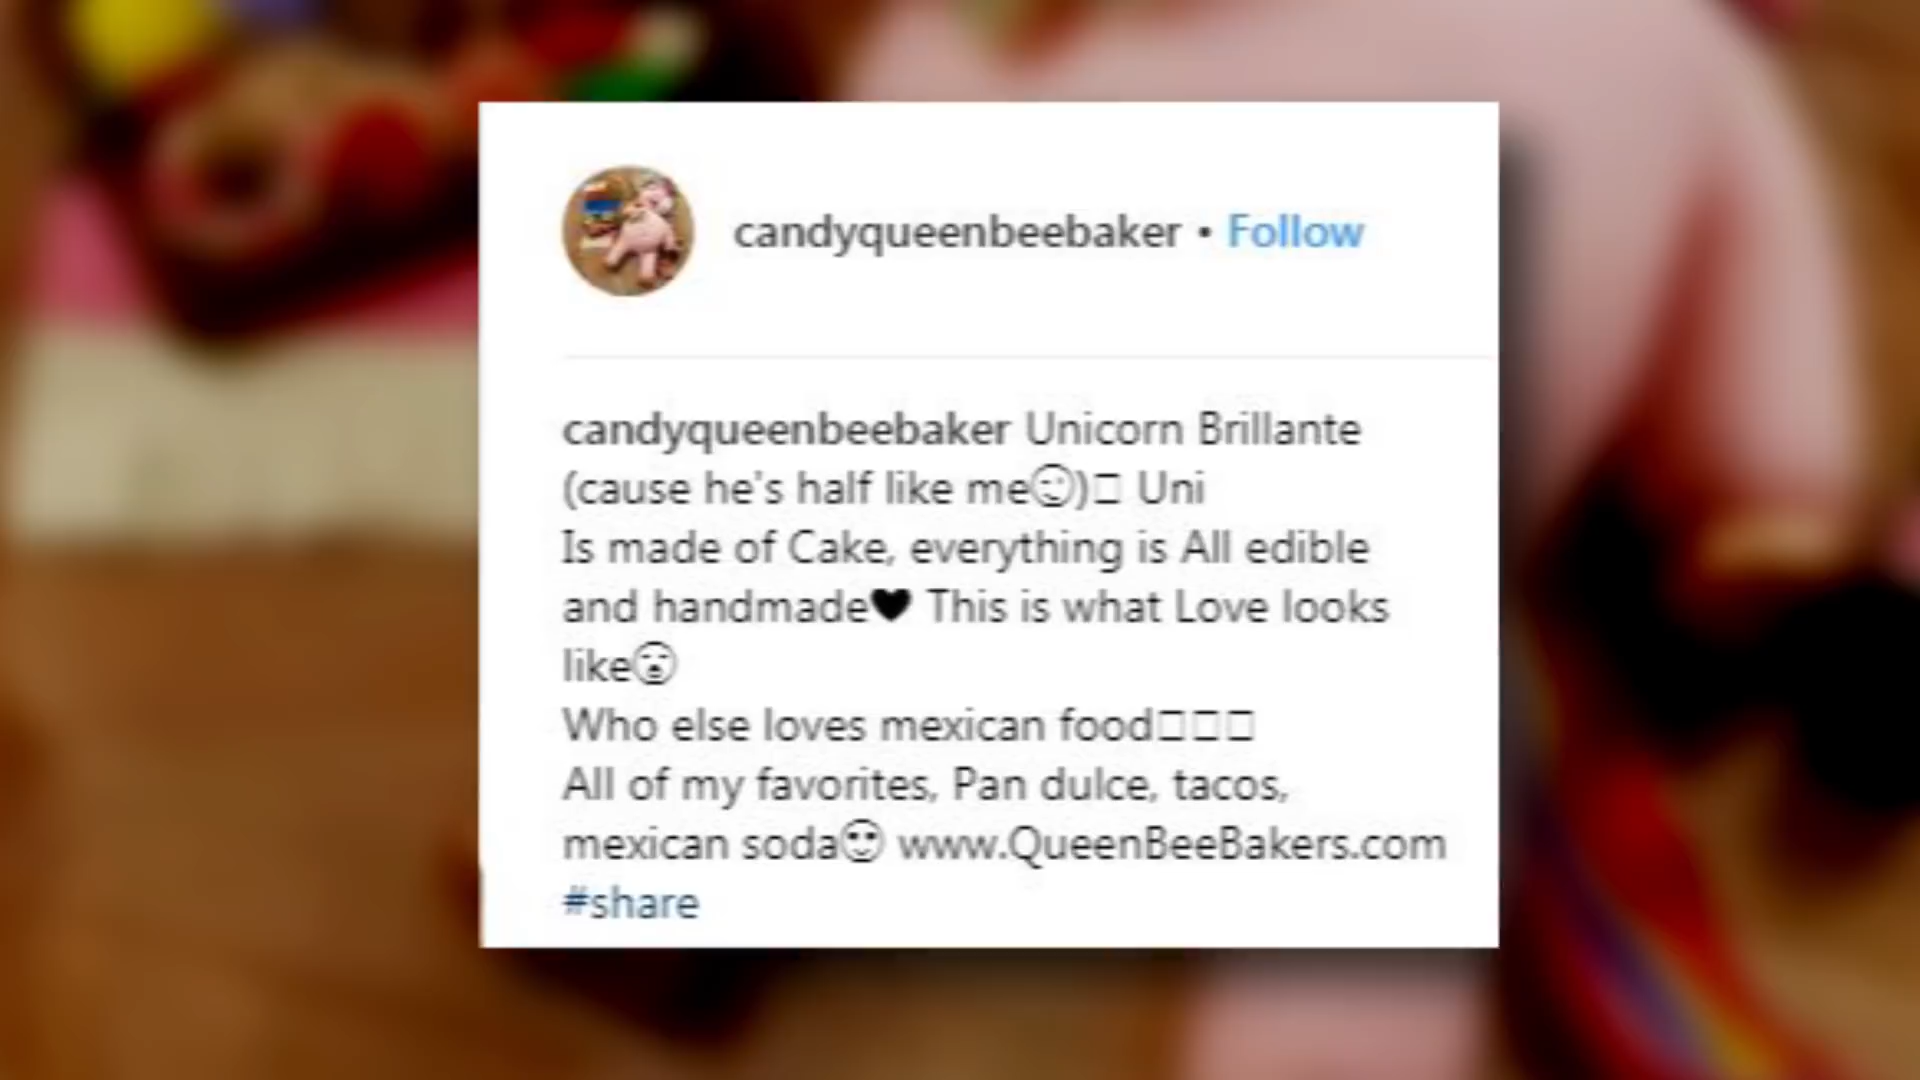 candyqueenbeebaker • Follow
candyqueenbeebaker Unicorn Brillante
(cause he's half like me😉)□ Uni
Is made of Cake, everything is All edible
and handmade♥ This is what Love looks
like😮
Who else loves mexican food□□□
All of my favorites, Pan dulce, tacos,
mexican soda😍 www.QueenBeeBakers.com
#share